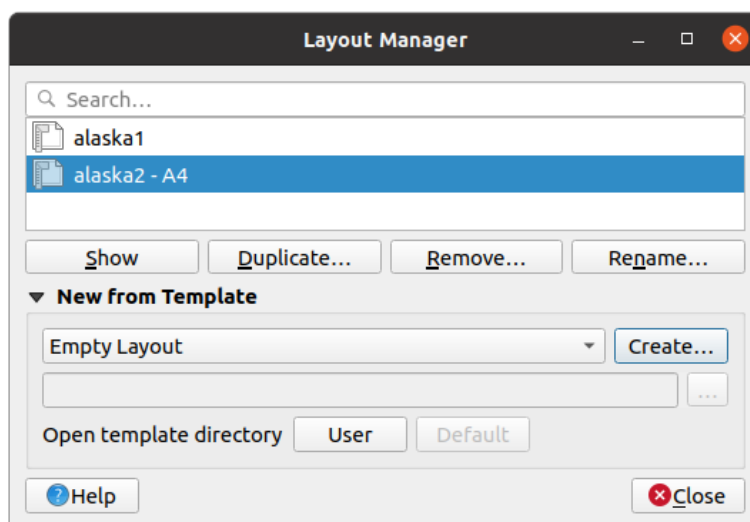 Layout Manager
Search...
alaska1
alaska2 - A4
Show Duplicate... Remove... Rename...
New from Template
Empty Layout Create...
...
Open template directory User Default
Help Close